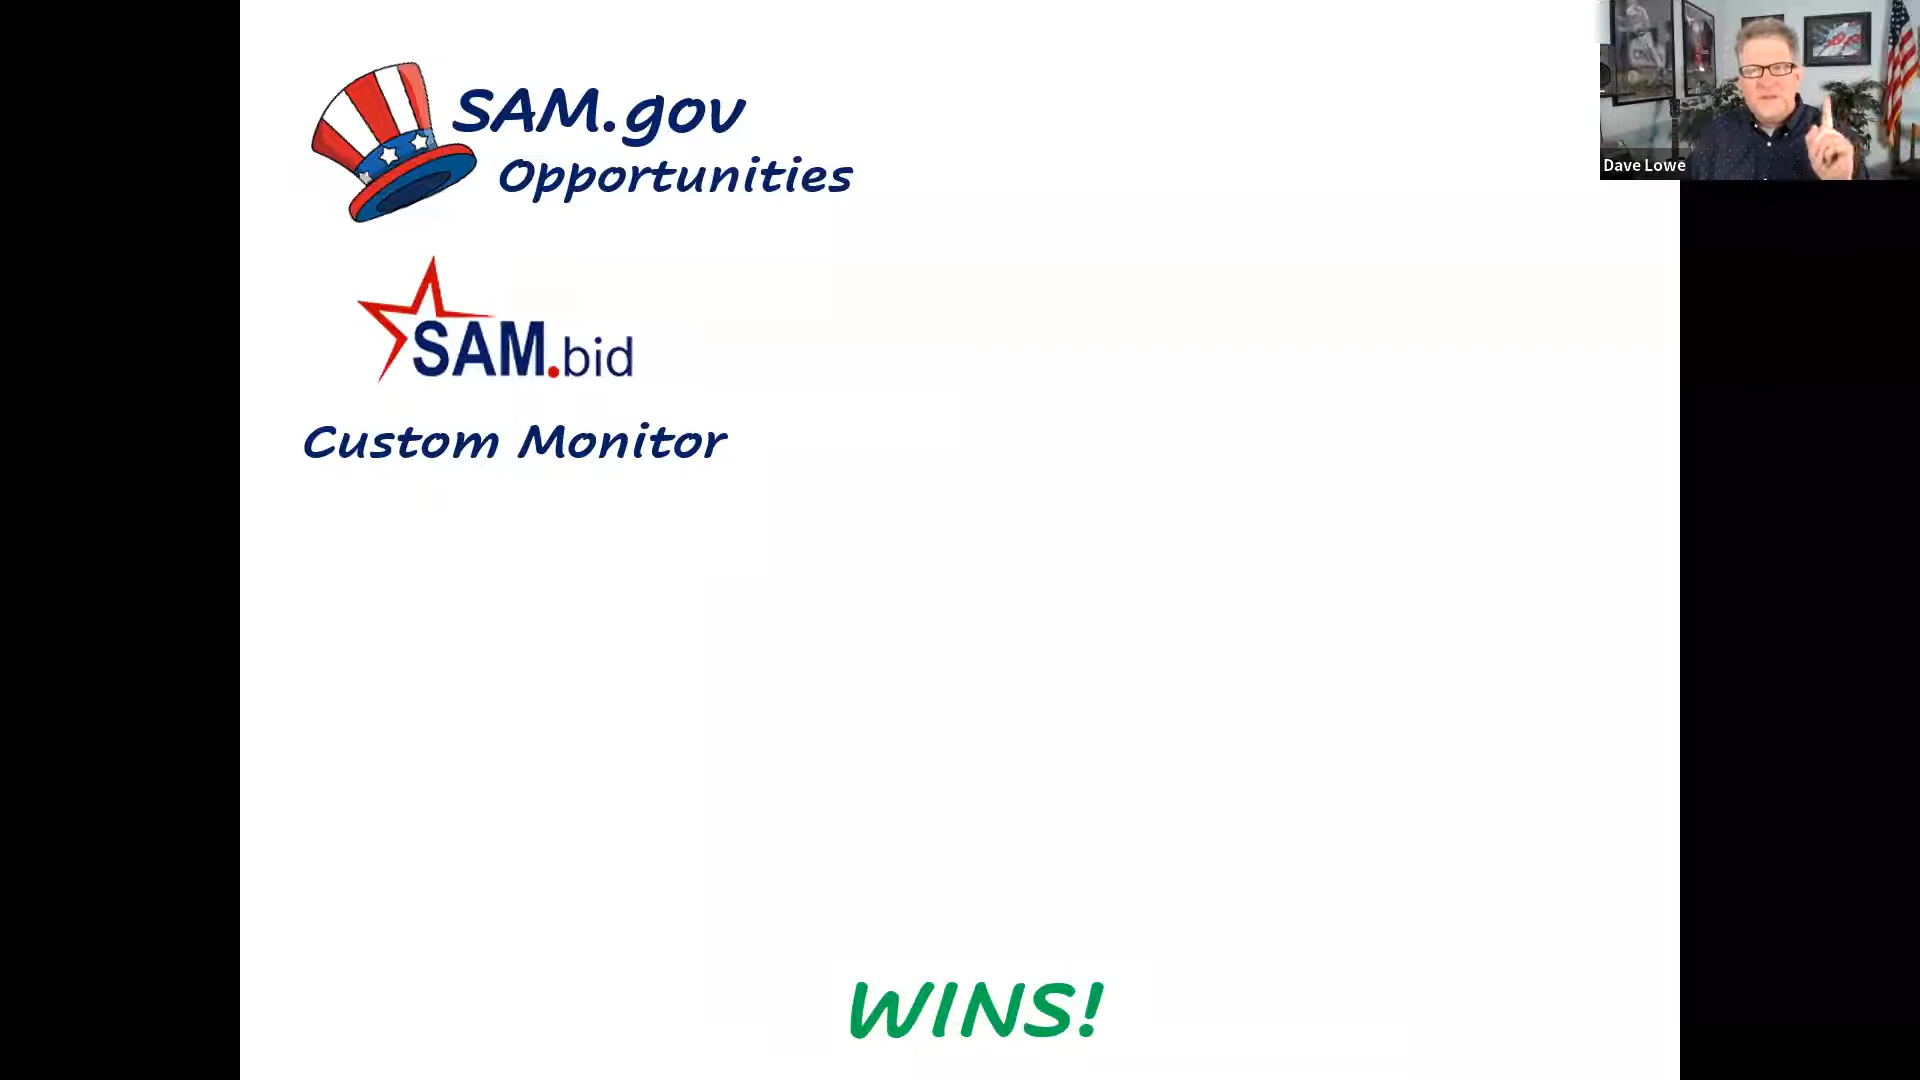 SAM.gov
Opportunities
SAM.bid
Custom Monitor
WINS!
Dave Lowe